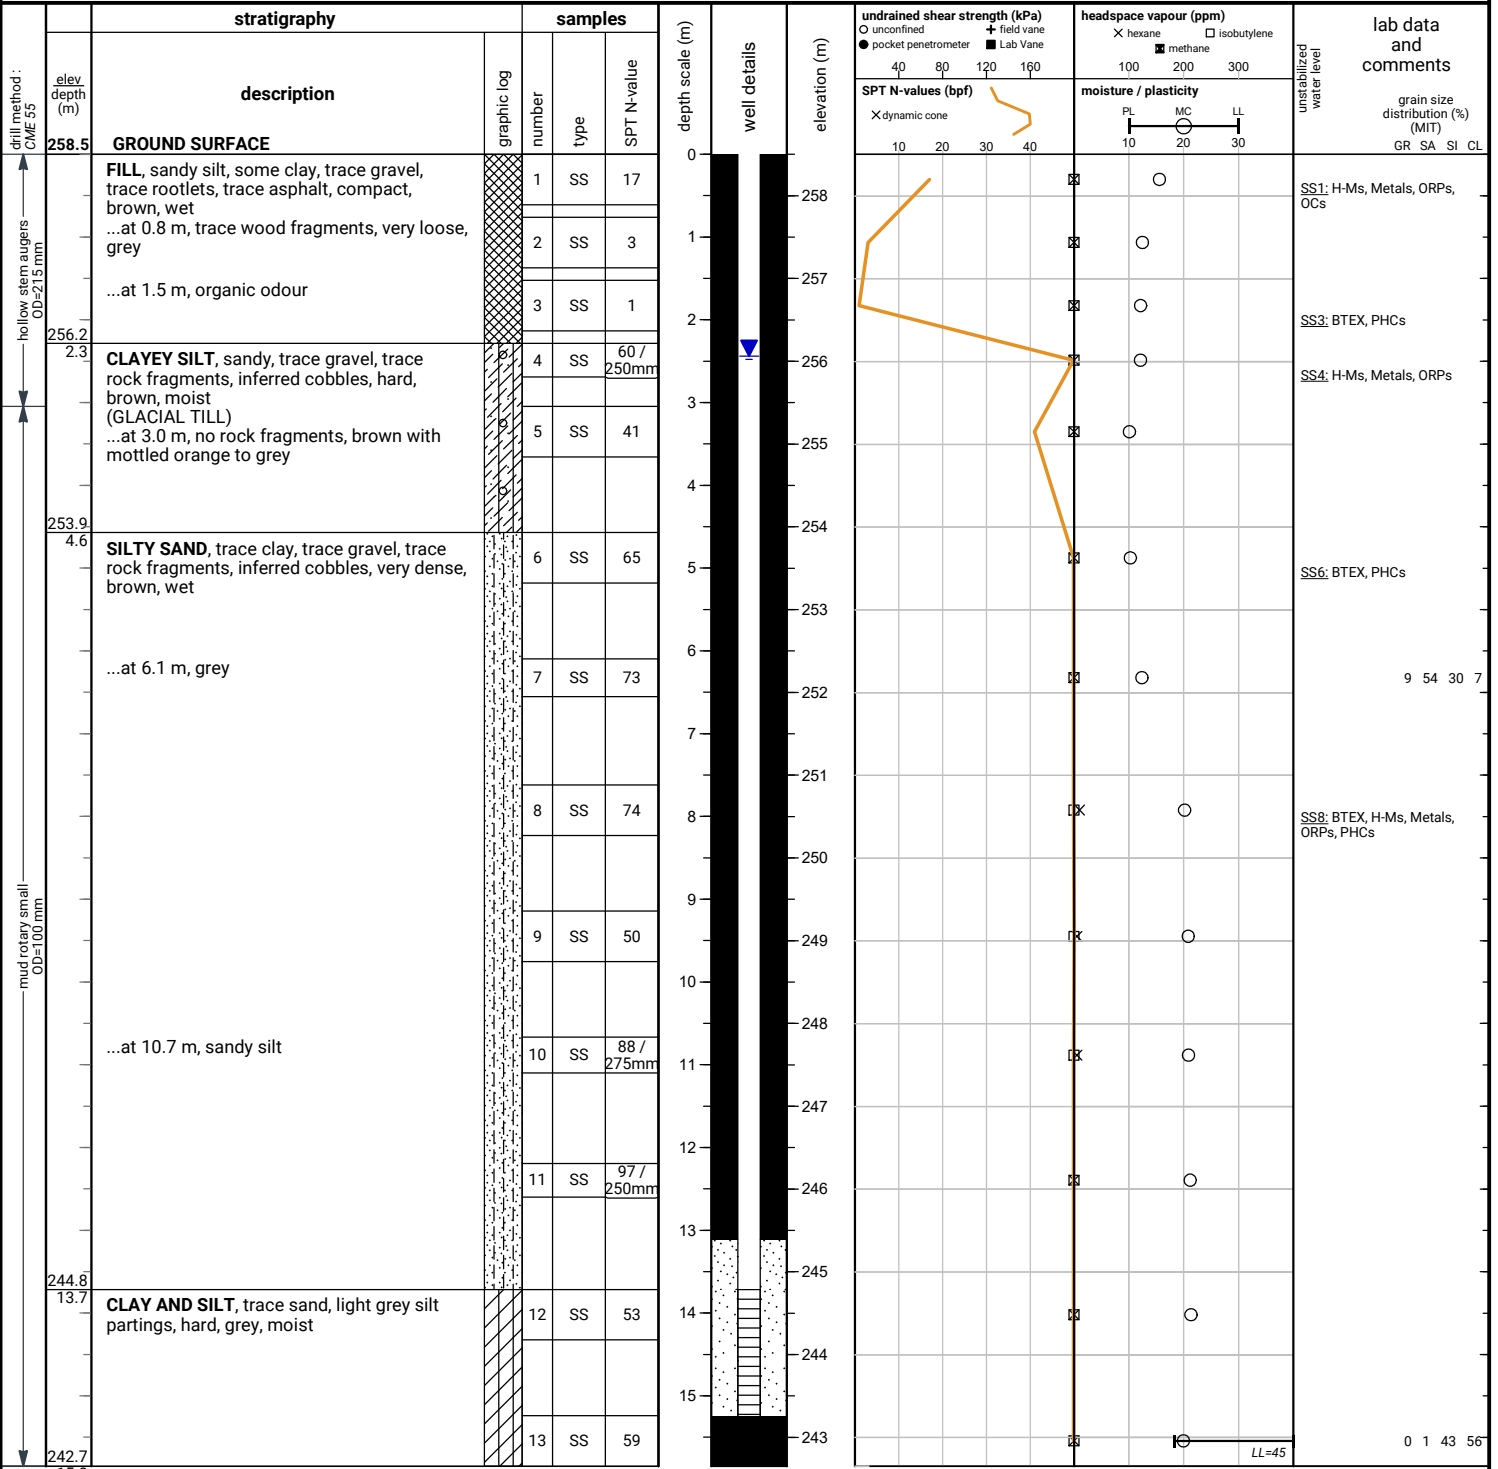 stratigraphy
samples
drill method :
CME 55
elev
depth
(m)
description
graphic log
number
type
SPT N-value
depth scale (m)
well details
elevation (m)
undrained shear strength (kPa)
unconfined
field vane
pocket penetrometer
Lab Vane
40 80 120 160
SPT N-values (bpf)
dynamic cone
10 20 30 40
headspace vapour (ppm)
hexane
isobutylene
methane
100 200 300
moisture / plasticity
PL MC LL
10 20 30
unstabilized
water level
lab data
and
comments
grain size
distribution (%)
(MIT)
GR SA SI CL
258.5 GROUND SURFACE
hollow stem augers
OD=215 mm
mud rotary small
OD=100 mm
FILL, sandy silt, some clay, trace gravel,
trace rootlets, trace asphalt, compact,
brown, wet
...at 0.8 m, trace wood fragments, very loose,
grey
...at 1.5 m, organic odour
256.2
2.3
CLAYEY SILT, sandy, trace gravel, trace
rock fragments, inferred cobbles, hard,
brown, moist
(GLACIAL TILL)
...at 3.0 m, no rock fragments, brown with
mottled orange to grey
253.9
4.6
SILTY SAND, trace clay, trace gravel, trace
rock fragments, inferred cobbles, very dense,
brown, wet
...at 6.1 m, grey
...at 10.7 m, sandy silt
244.8
13.7
CLAY AND SILT, trace sand, light grey silt
partings, hard, grey, moist
242.7
1 SS 17
2 SS 3
3 SS 1
4 SS 60 /
250mm
5 SS 41
6 SS 65
7 SS 73
8 SS 74
9 SS 50
10 SS 88 /
275mm
11 SS 97 /
250mm
12 SS 53
13 SS 59
0
1
2
3
4
5
6
7
8
9
10
11
12
13
14
15
258
257
256
255
254
253
252
251
250
249
248
247
246
245
244
243
LL=45
SS1: H-Ms, Metals, ORPs,
OCs
SS3: BTEX, PHCs
SS4: H-Ms, Metals, ORPs
SS6: BTEX, PHCs
9 54 30 7
SS8: BTEX, H-Ms, Metals,
ORPs, PHCs
0 1 43 56